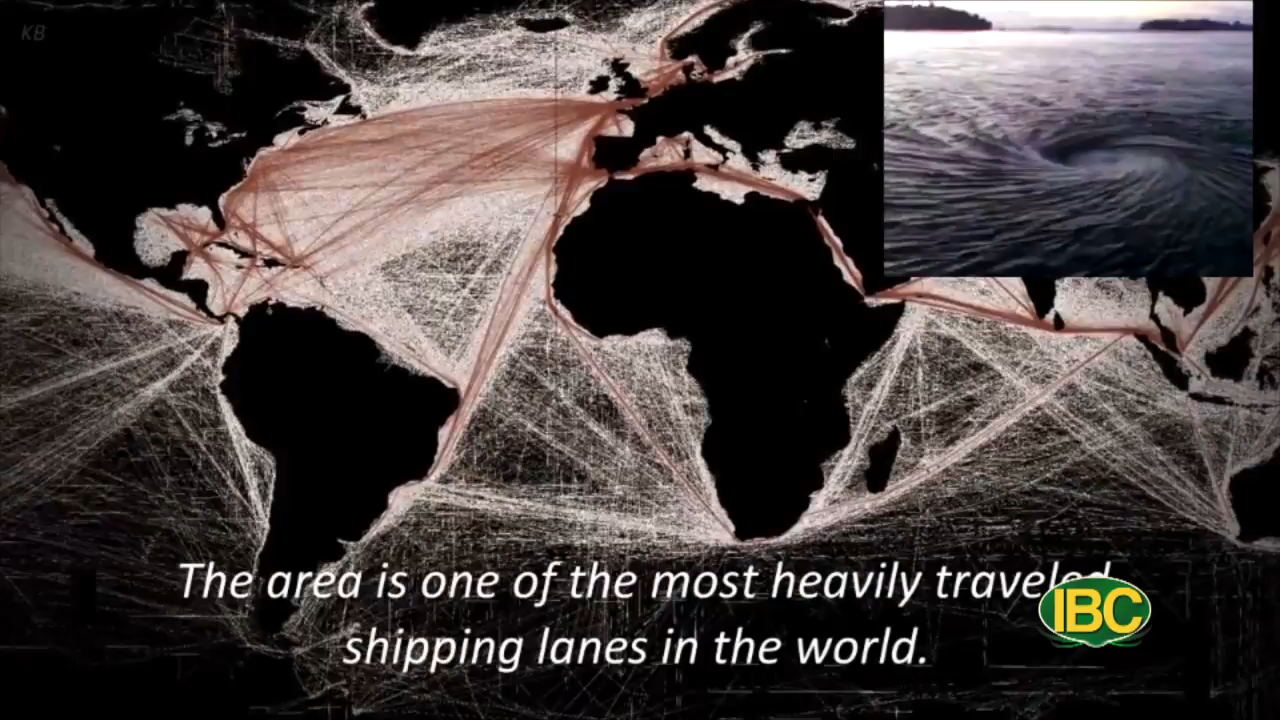 KB
The area is one of the most heavily traveled
shipping lanes in the world.
IBC